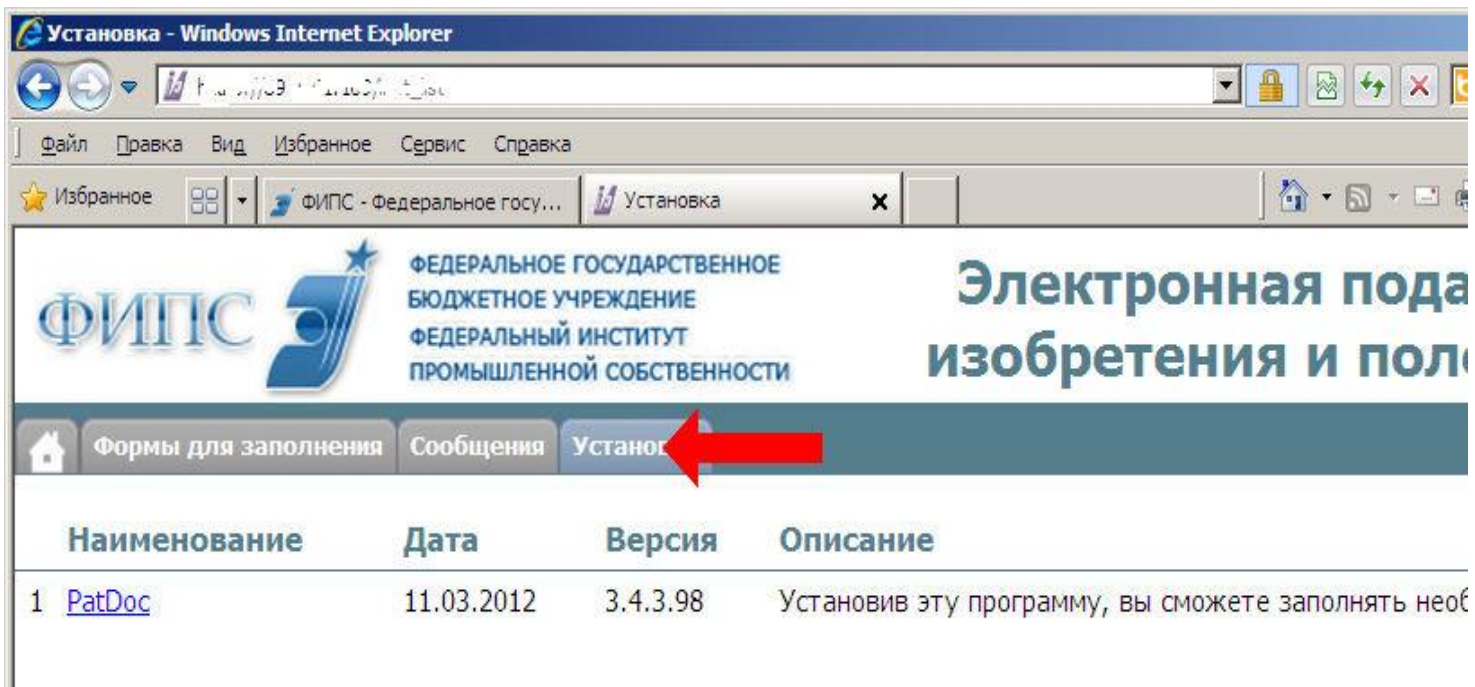 Установка - Windows Internet Explorer
Файл Правка Вид Избранное Сервис Справка
Избранное ФИПС - Федеральное госу... Установка
ФИПС
ФЕДЕРАЛЬНОЕ ГОСУДАРСТВЕННОЕ
БЮДЖЕТНОЕ УЧРЕЖДЕНИЕ
ФЕДЕРАЛЬНЫЙ ИНСТИТУТ
ПРОМЫШЛЕННОЙ СОБСТВЕННОСТИ
Электронная пода
изобретения и пол
Формы для заполнения Сообщения Установ
Наименование Дата Версия Описание
1 PatDoc 11.03.2012 3.4.3.98 Установив эту программу, вы сможете заполнять необ